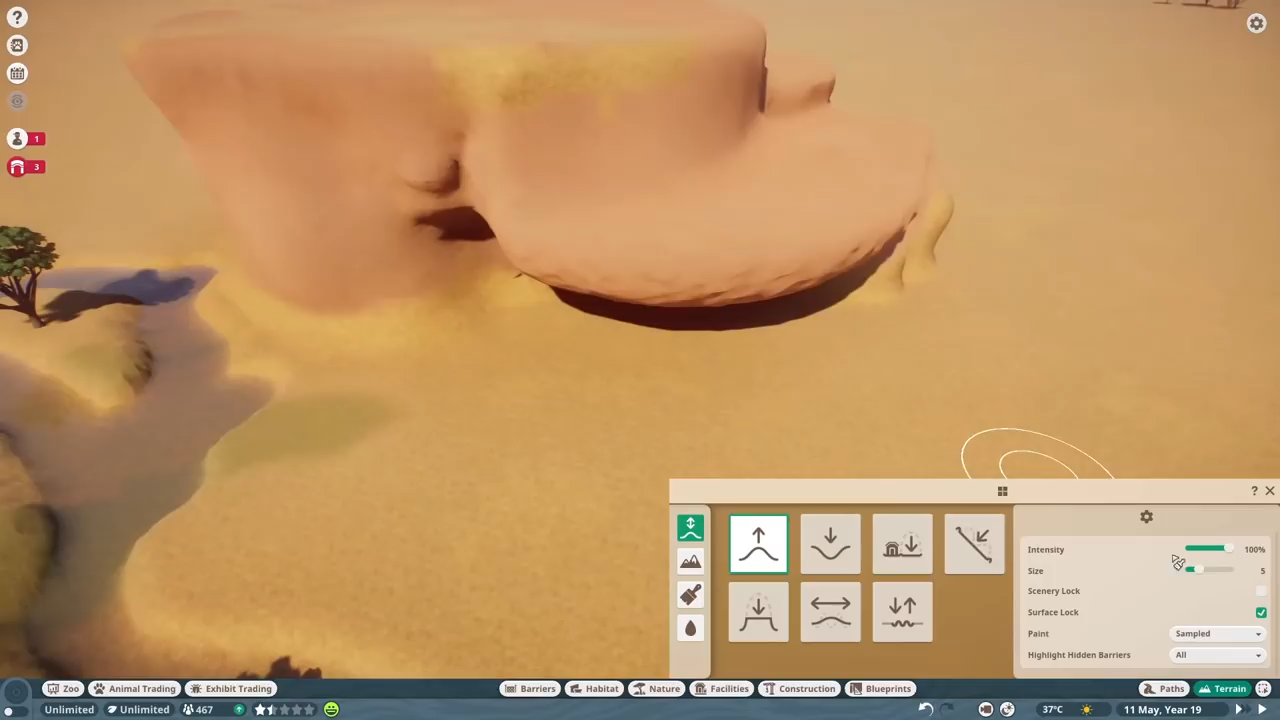 ?
1
3
? ×
Intensity 100%
Size 5
Scenery Lock
Surface Lock
Paint Sampled
Highlight Hidden Barriers All
Zoo Animal Trading Exhibit Trading Barriers Habitat Nature Facilities Construction Blueprints Paths Terrain
Unlimited Unlimited 467 37°C 11 May, Year 19